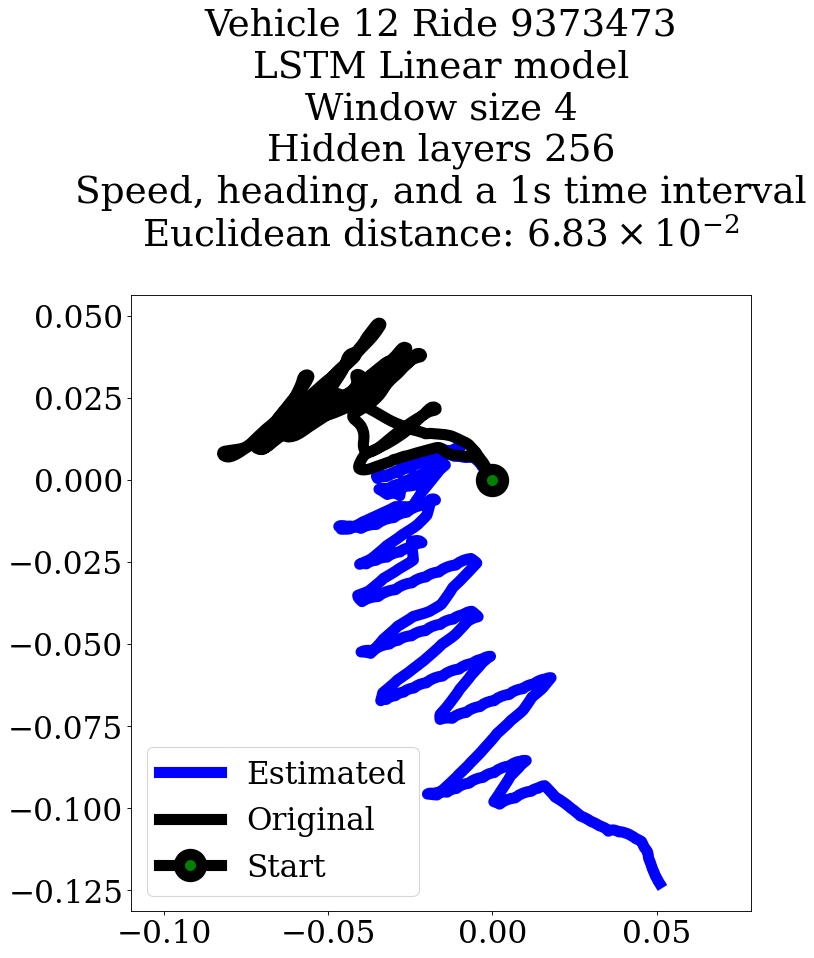 Vehicle 12 Ride 9373473
LSTM Linear model
Window size 4
Hidden layers 256
Speed, heading, and a 1s time interval
Euclidean distance: 6.83 × 10⁻²
0.050
0.025
0.000
−0.025
−0.050
−0.075
−0.100
−0.125
Estimated
Original
Start
−0.10
−0.05
0.00
0.05